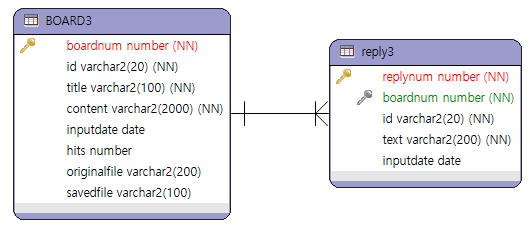 BOARD3
boardnum number (NN)
id varchar2(20) (NN)
title varchar2(100) (NN)
content varchar2(2000) (NN)
inputdate date
hits number
originalfile varchar2(200)
savedfile varchar2(100)
reply3
replynum number (NN)
boardnum number (NN)
id varchar2(20) (NN)
text varchar2(200) (NN)
inputdate date